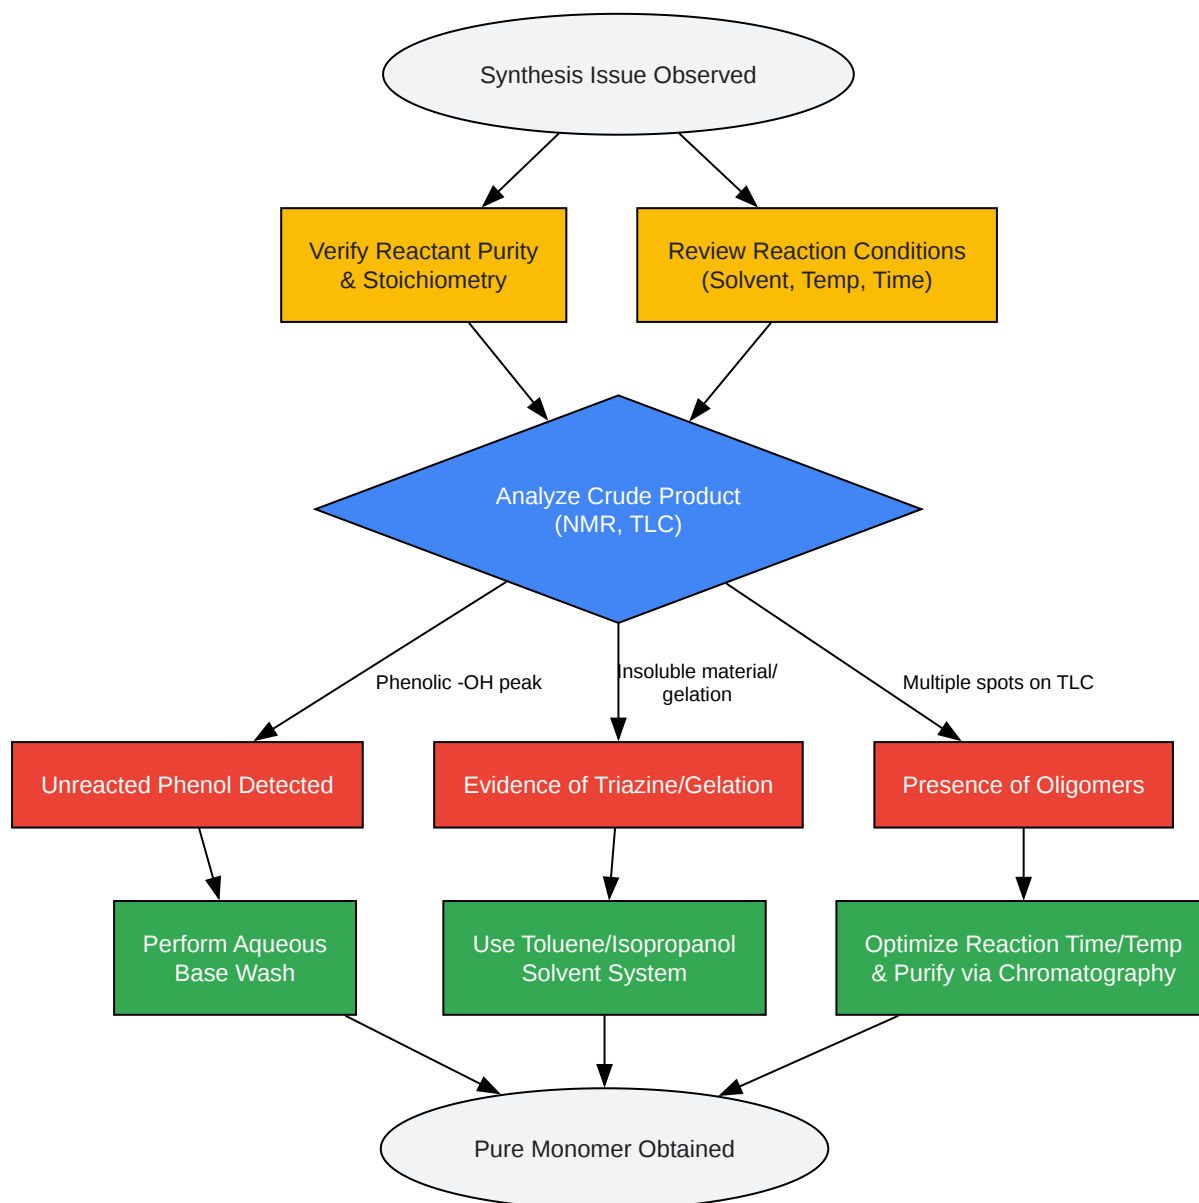 Synthesis Issue Observed
Verify Reactant Purity
& Stoichiometry
Review Reaction Conditions
(Solvent, Temp, Time)
Analyze Crude Product
(NMR, TLC)
Phenolic -OH peak
Insoluble material/
gelation
Multiple spots on TLC
Unreacted Phenol Detected
Evidence of Triazine/Gelation
Presence of Oligomers
Perform Aqueous
Base Wash
Use Toluene/Isopropanol
Solvent System
Optimize Reaction Time/Temp
& Purify via Chromatography
Pure Monomer Obtained